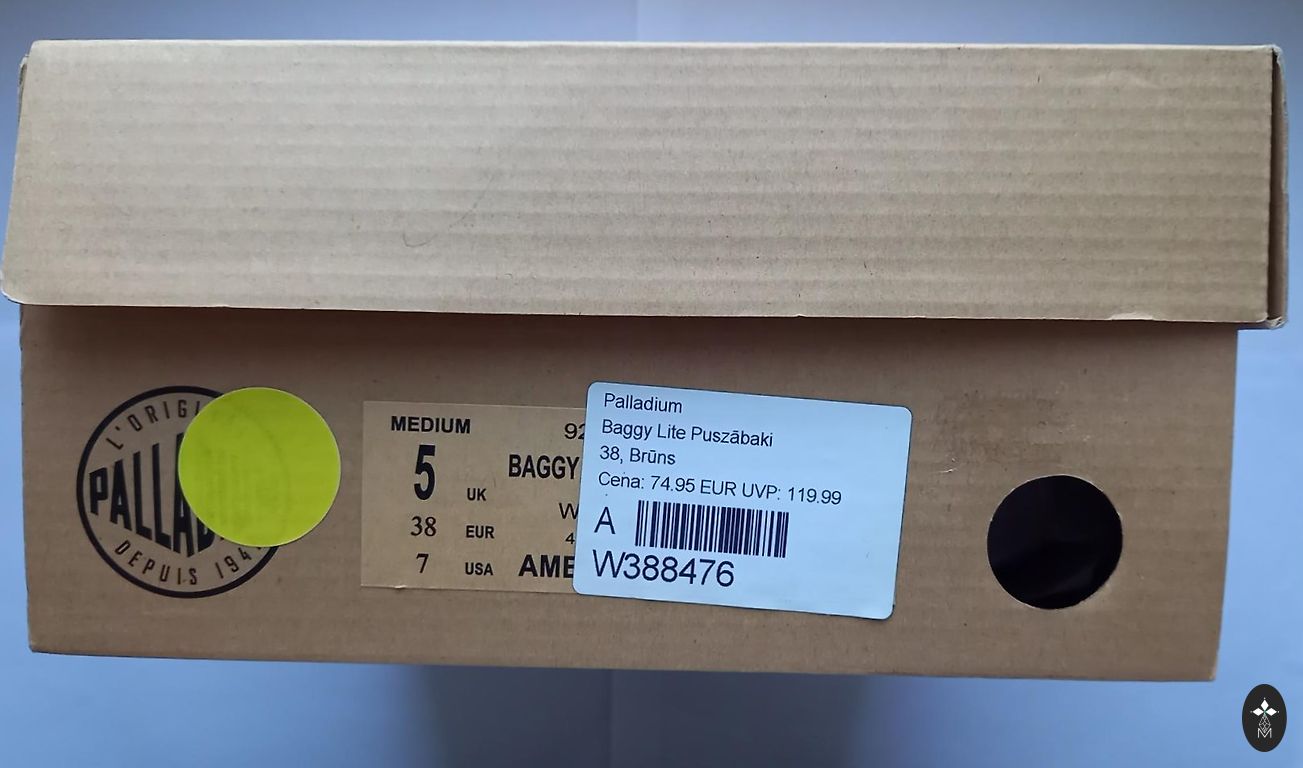 L'ORIGI
PALLAD
DEPUIS 194
MEDIUM
5 UK
38 EUR
7 USA
92
BAGGY
W
4
AME
Palladium
Baggy Lite Puszābaki
38, Brūns
Cena: 74.95 EUR UVP: 119.99
A
W388476
M